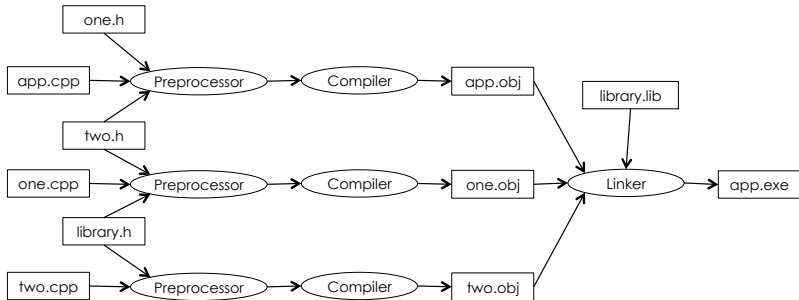 one.h
app.cpp
Preprocessor
Compiler
app.obj
library.lib
two.h
one.cpp
Preprocessor
Compiler
one.obj
Linker
app.exe
library.h
two.cpp
Preprocessor
Compiler
two.obj